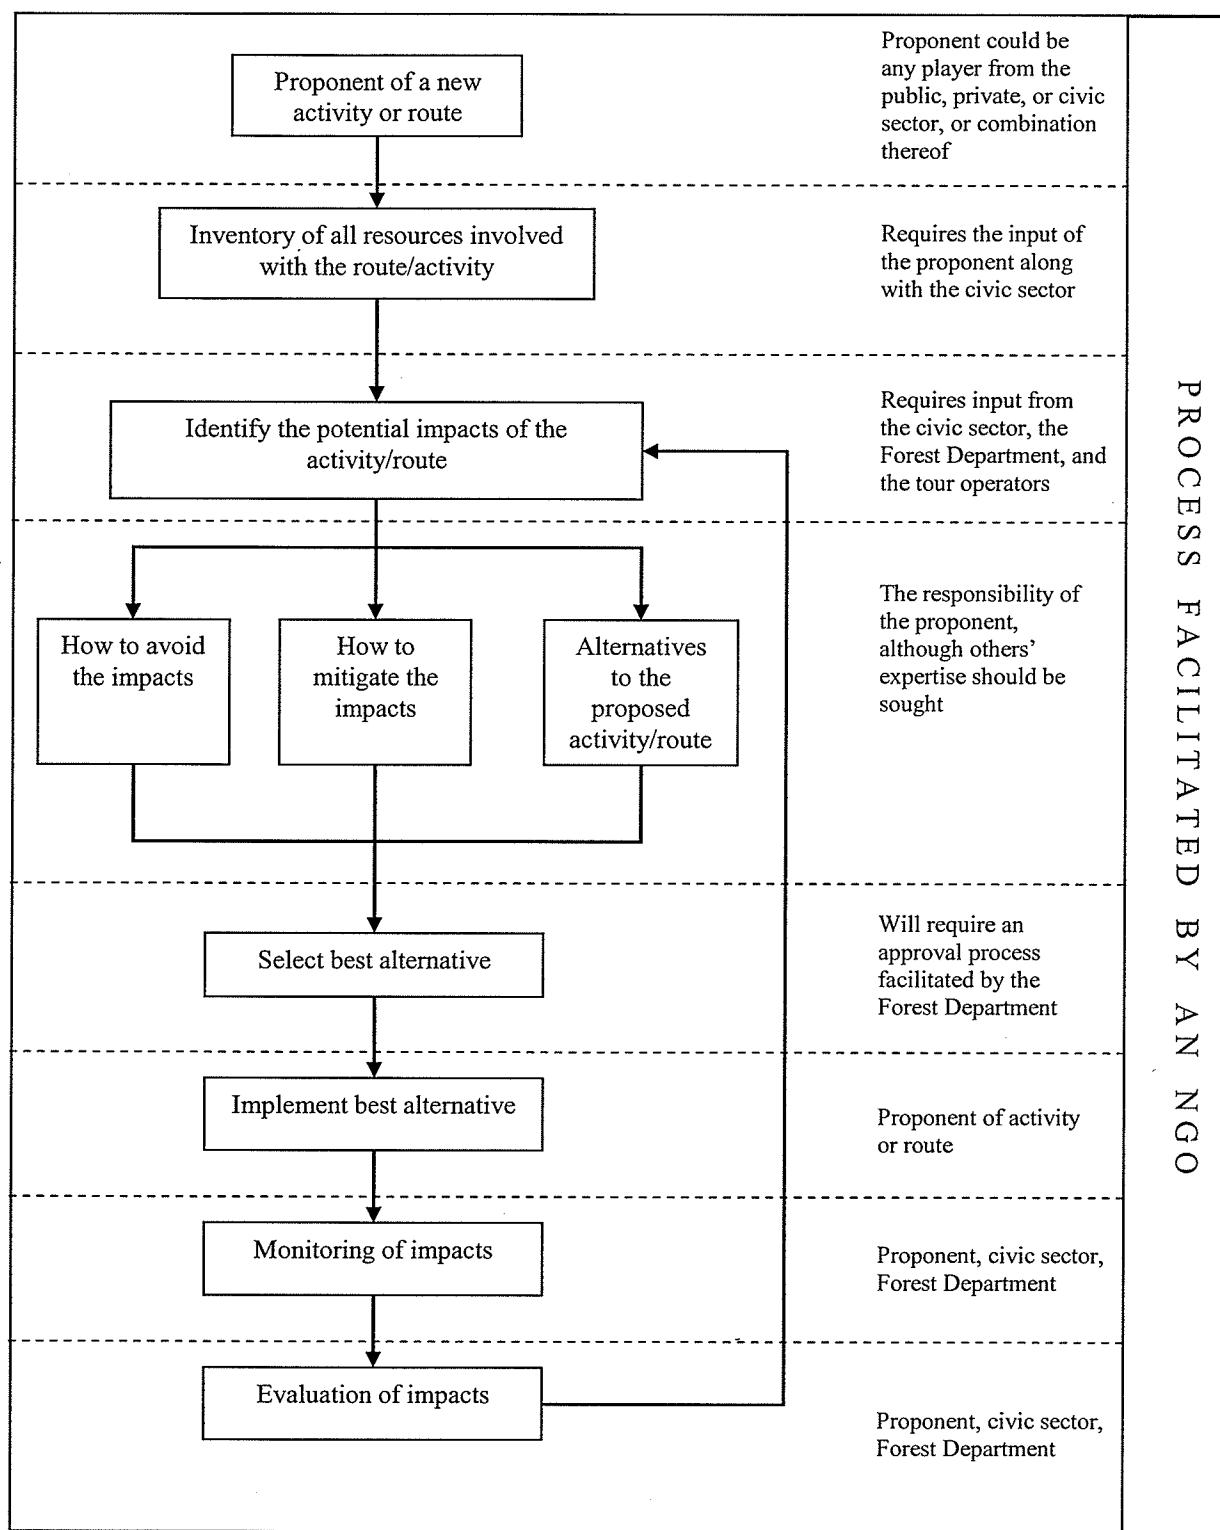 Proponent of a new
activity or route
Proponent could be
any player from the
public, private, or civic
sector, or combination
thereof
Inventory of all resources involved
with the route/activity
Requires the input of
the proponent along
with the civic sector
Identify the potential impacts of the
activity/route
Requires input from
the civic sector, the
Forest Department, and
the tour operators
How to avoid
the impacts
How to
mitigate the
impacts
Alternatives
to the
proposed
activity/route
The responsibility of
the proponent,
although others’
expertise should be
sought
Select best alternative
Will require an
approval process
facilitated by the
Forest Department
Implement best alternative
Proponent of activity
or route
Monitoring of impacts
Proponent, civic sector,
Forest Department
Evaluation of impacts
Proponent, civic sector,
Forest Department
PROCESS FACILITATED BY AN NGO